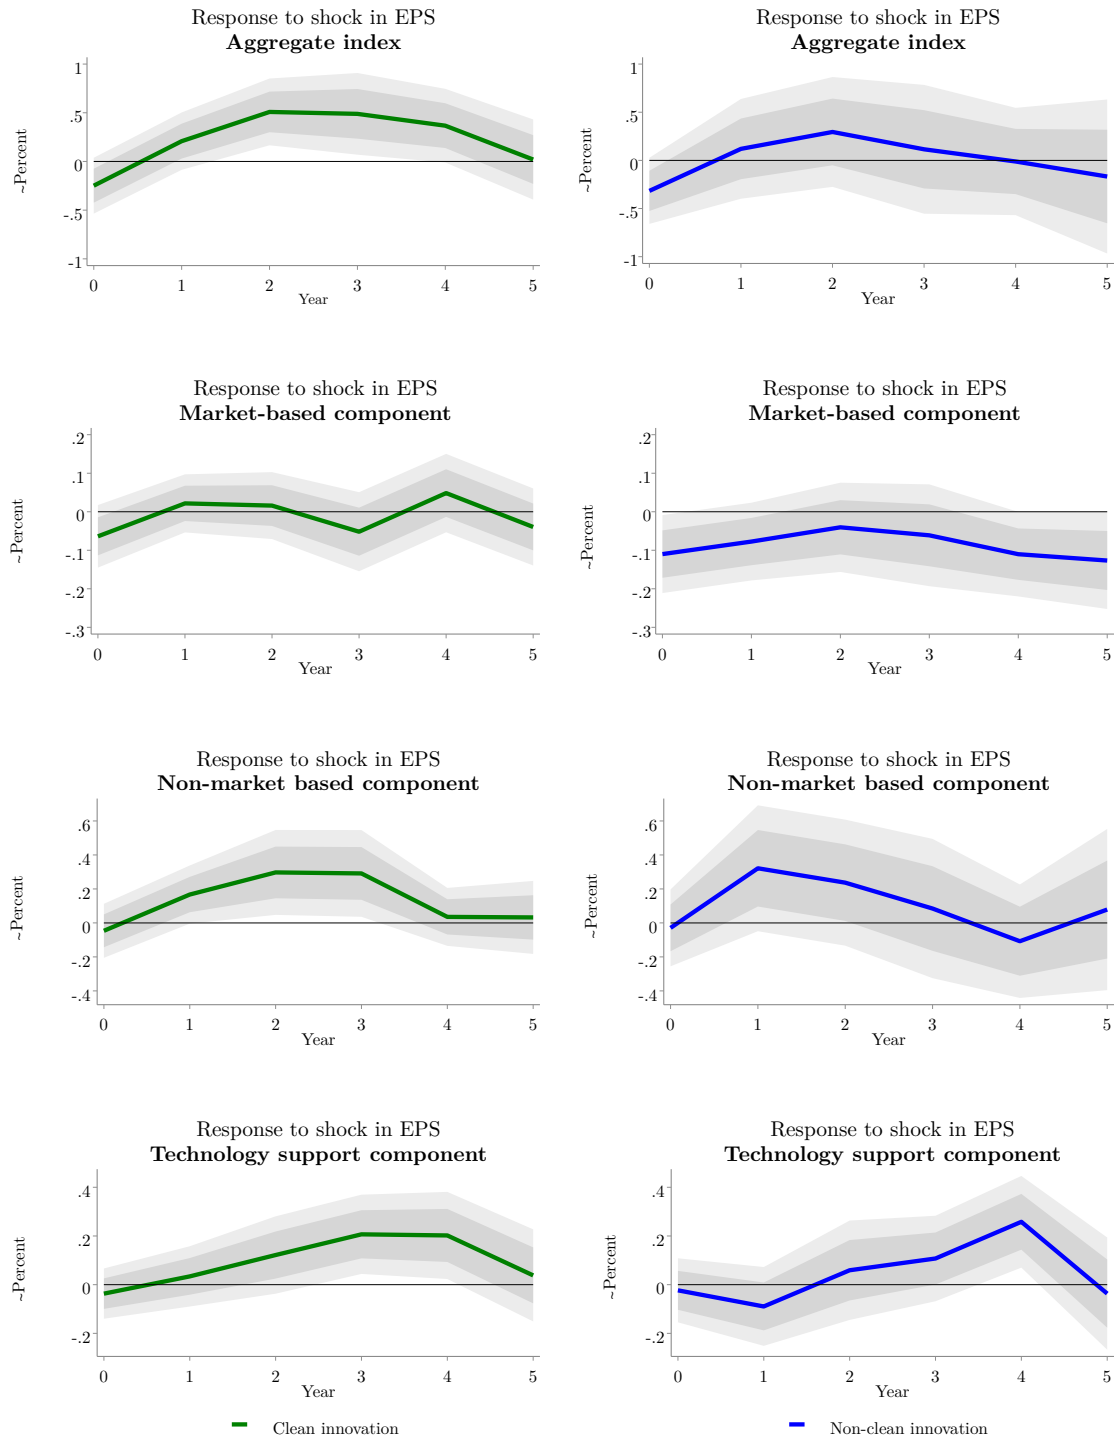 Response to shock in EPS
Aggregate index
~Percent
1
.5
0
-.5
-1
0 1 2 3 4 5
Year
Response to shock in EPS
Aggregate index
~Percent
1
.5
0
-.5
-1
0 1 2 3 4 5
Year
Response to shock in EPS
Market-based component
~Percent
.2
.1
0
-.1
-.2
-.3
0 1 2 3 4 5
Year
Response to shock in EPS
Market-based component
~Percent
.2
.1
0
-.1
-.2
-.3
0 1 2 3 4 5
Year
Response to shock in EPS
Non-market based component
~Percent
.6
.4
.2
0
-.2
-.4
0 1 2 3 4 5
Year
Response to shock in EPS
Non-market based component
~Percent
.6
.4
.2
0
-.2
-.4
0 1 2 3 4 5
Year
Response to shock in EPS
Technology support component
~Percent
.4
.2
0
-.2
0 1 2 3 4 5
Year
Response to shock in EPS
Technology support component
~Percent
.4
.2
0
-.2
0 1 2 3 4 5
Year
Clean innovation
Non-clean innovation